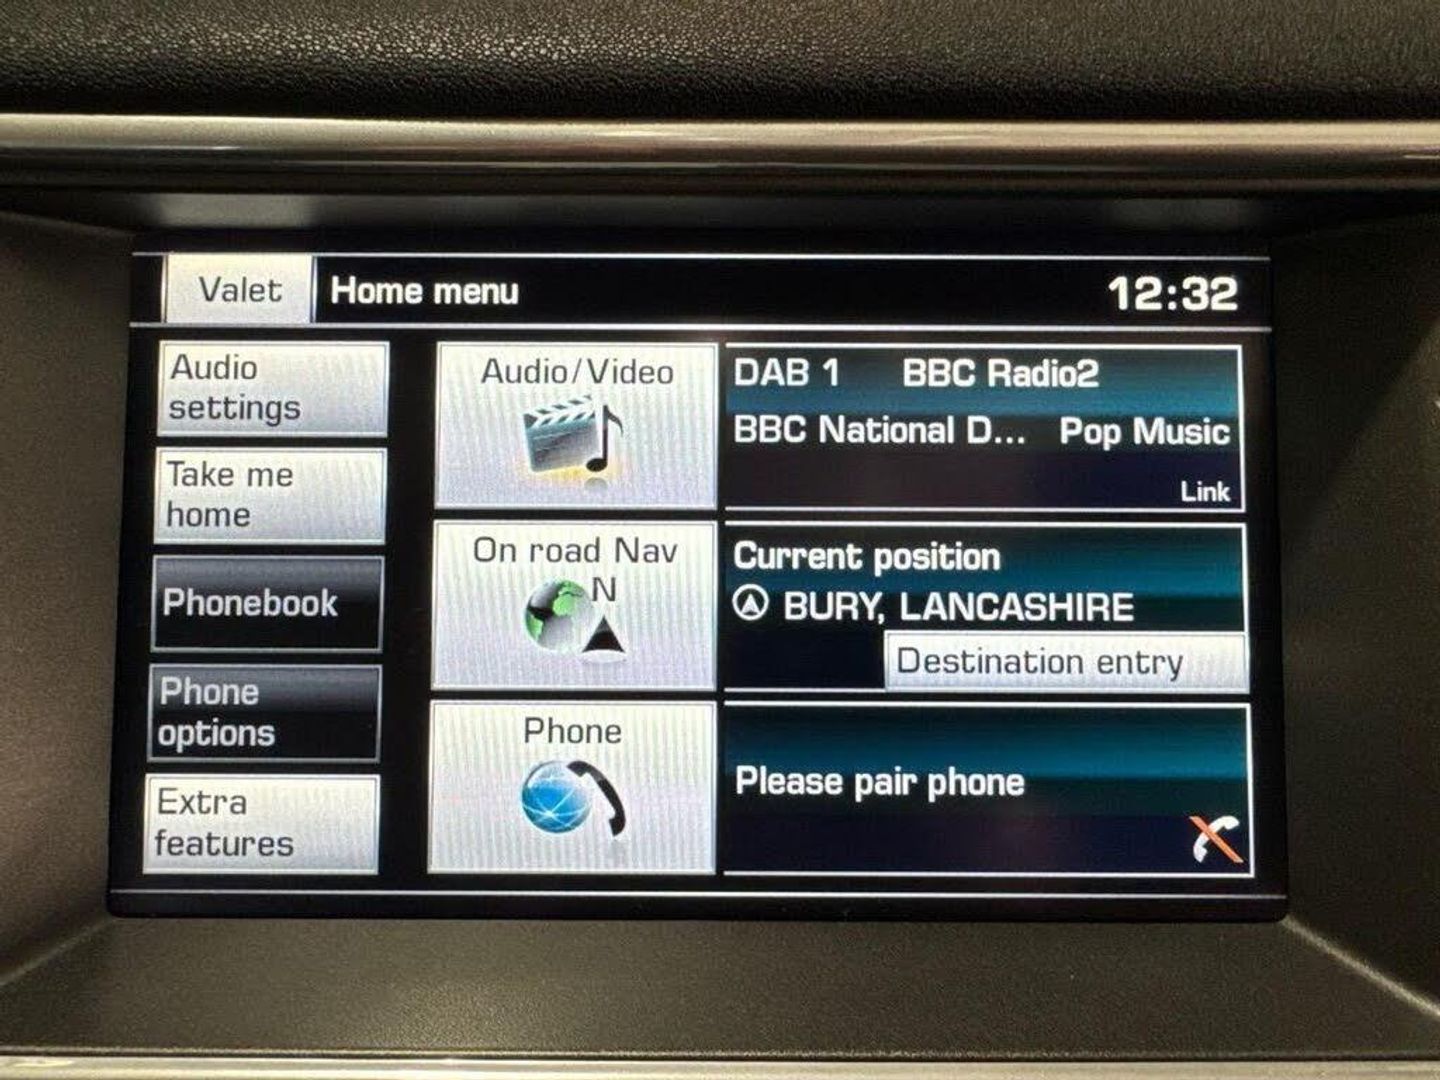 Valet
Home menu
12:32
Audio
settings
Take me
home
Phonebook
Phone
options
Extra
features
Audio/Video
On road Nav
N
Phone
DAB 1 BBC Radio2
BBC National D... Pop Music
Link
Current position
BURY, LANCASHIRE
Destination entry
Please pair phone